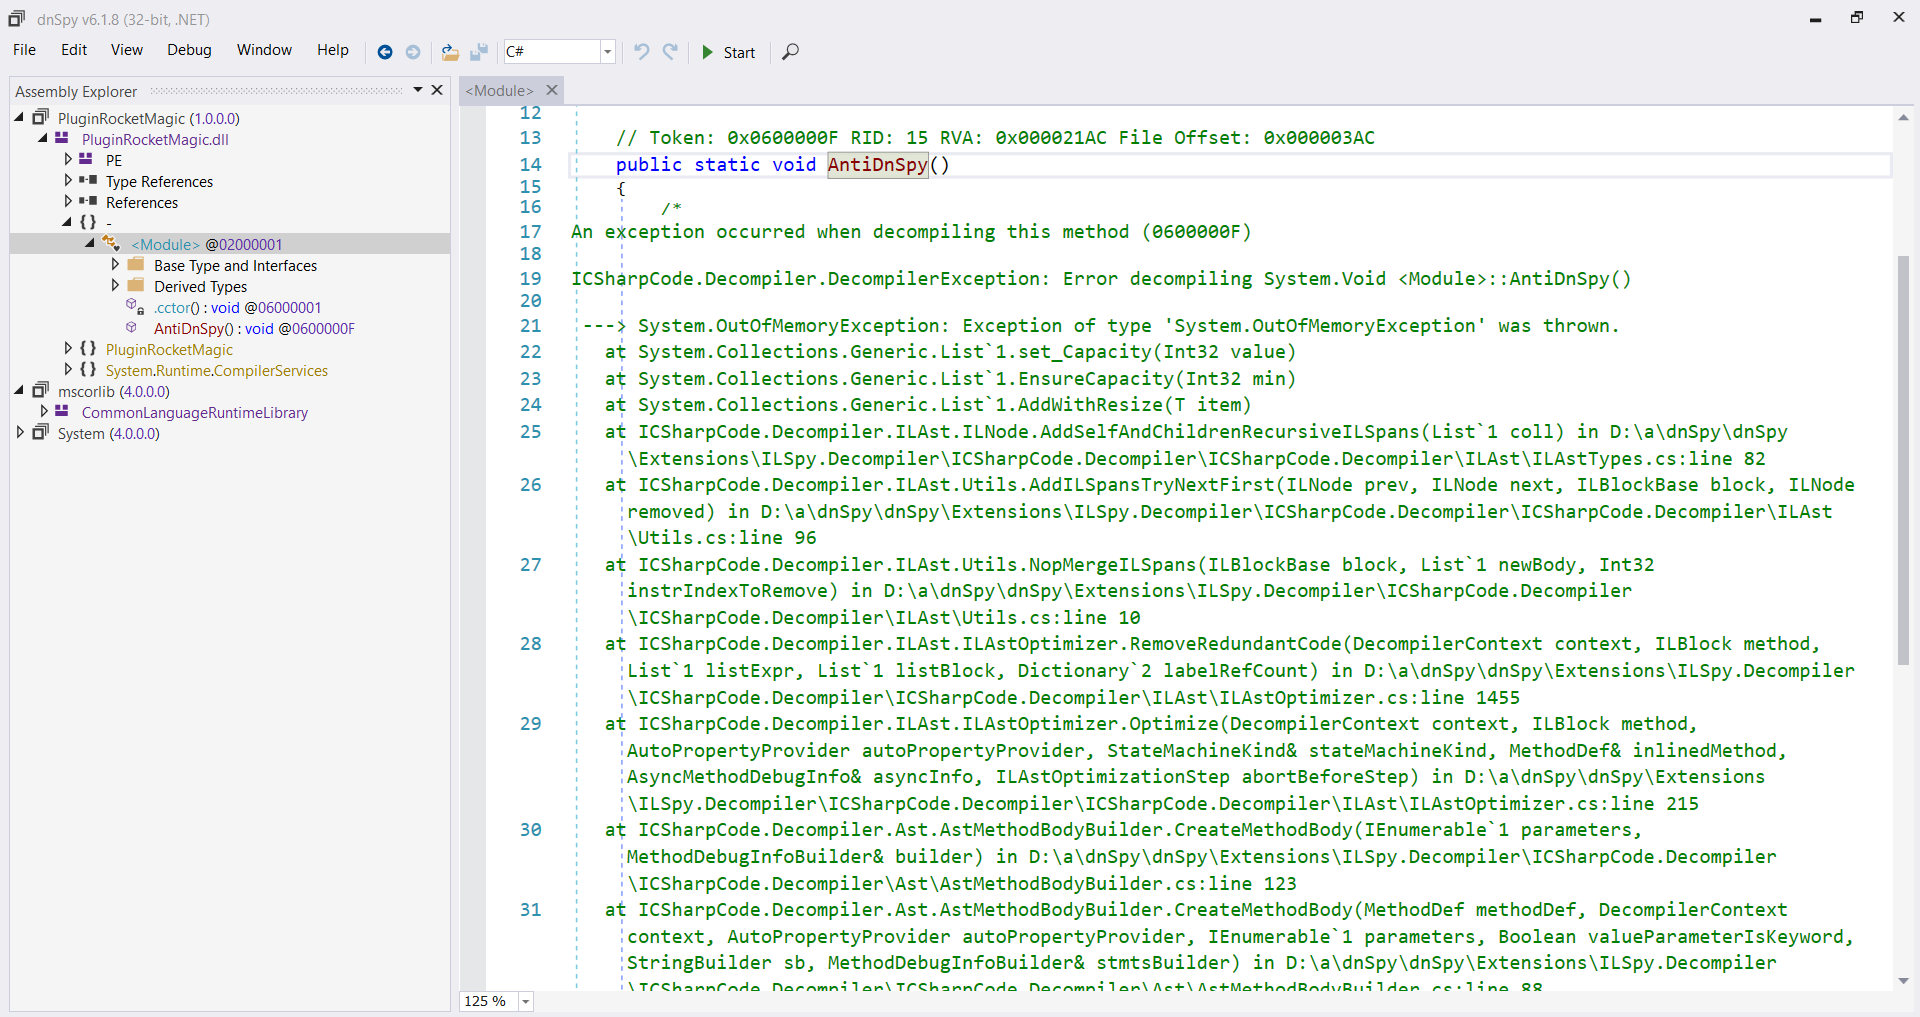 dnSpy v6.1.8 (32-bit, .NET)
File Edit View Debug Window Help C# Start
Assembly Explorer
PluginRocketMagic (1.0.0.0)
PluginRocketMagic.dll
PE
Type References
References
{ } -
<Module> @02000001
Base Type and Interfaces
Derived Types
.cctor() : void @06000001
AntiDnSpy() : void @0600000F
{ } PluginRocketMagic
{ } System.Runtime.CompilerServices
mscorlib (4.0.0.0)
CommonLanguageRuntimeLibrary
System (4.0.0.0)
<Module>
12
13 // Token: 0x0600000F RID: 15 RVA: 0x000021AC File Offset: 0x000003AC
14 public static void AntiDnSpy()
15 {
16 /*
17 An exception occurred when decompiling this method (0600000F)
18
19 ICSharpCode.Decompiler.DecompilerException: Error decompiling System.Void <Module>::AntiDnSpy()
20
21 ---> System.OutOfMemoryException: Exception of type 'System.OutOfMemoryException' was thrown.
22 at System.Collections.Generic.List`1.set_Capacity(Int32 value)
23 at System.Collections.Generic.List`1.EnsureCapacity(Int32 min)
24 at System.Collections.Generic.List`1.AddWithResize(T item)
25 at ICSharpCode.Decompiler.ILAst.ILNode.AddSelfAndChildrenRecursiveILSpans(List`1 coll) in D:\a\dnSpy\dnSpy
\Extensions\ILSpy.Decompiler\ICSharpCode.Decompiler\ICSharpCode.Decompiler\ILAst\ILAstTypes.cs:line 82
26 at ICSharpCode.Decompiler.ILAst.Utils.AddILSpansTryNextFirst(ILNode prev, ILNode next, ILBlockBase block, ILNode
removed) in D:\a\dnSpy\dnSpy\Extensions\ILSpy.Decompiler\ICSharpCode.Decompiler\ICSharpCode.Decompiler\ILAst
\Utils.cs:line 96
27 at ICSharpCode.Decompiler.ILAst.Utils.NopMergeILSpans(ILBlockBase block, List`1 newBody, Int32
instrIndexToRemove) in D:\a\dnSpy\dnSpy\Extensions\ILSpy.Decompiler\ICSharpCode.Decompiler
\ICSharpCode.Decompiler\ILAst\Utils.cs:line 10
28 at ICSharpCode.Decompiler.ILAst.ILAstOptimizer.RemoveRedundantCode(DecompilerContext context, ILBlock method,
List`1 listExpr, List`1 listBlock, Dictionary`2 labelRefCount) in D:\a\dnSpy\dnSpy\Extensions\ILSpy.Decompiler
\ICSharpCode.Decompiler\ICSharpCode.Decompiler\ILAst\ILAstOptimizer.cs:line 1455
29 at ICSharpCode.Decompiler.ILAst.ILAstOptimizer.Optimize(DecompilerContext context, ILBlock method,
AutoPropertyProvider autoPropertyProvider, StateMachineKind& stateMachineKind, MethodDef& inlinedMethod,
AsyncMethodDebugInfo& asyncInfo, ILAstOptimizationStep abortBeforeStep) in D:\a\dnSpy\dnSpy\Extensions
\ILSpy.Decompiler\ICSharpCode.Decompiler\ICSharpCode.Decompiler\ILAst\ILAstOptimizer.cs:line 215
30 at ICSharpCode.Decompiler.Ast.AstMethodBodyBuilder.CreateMethodBody(IEnumerable`1 parameters,
MethodDebugInfoBuilder& builder) in D:\a\dnSpy\dnSpy\Extensions\ILSpy.Decompiler\ICSharpCode.Decompiler
\ICSharpCode.Decompiler\Ast\AstMethodBodyBuilder.cs:line 123
31 at ICSharpCode.Decompiler.Ast.AstMethodBodyBuilder.CreateMethodBody(MethodDef methodDef, DecompilerContext
context, AutoPropertyProvider autoPropertyProvider, IEnumerable`1 parameters, Boolean valueParameterIsKeyword,
StringBuilder sb, MethodDebugInfoBuilder& stmtsBuilder) in D:\a\dnSpy\dnSpy\Extensions\ILSpy.Decompiler
\ICSharpCode.Decompiler\ICSharpCode.Decompiler\Ast\AstMethodBodyBuilder.cs:line 88
125 %